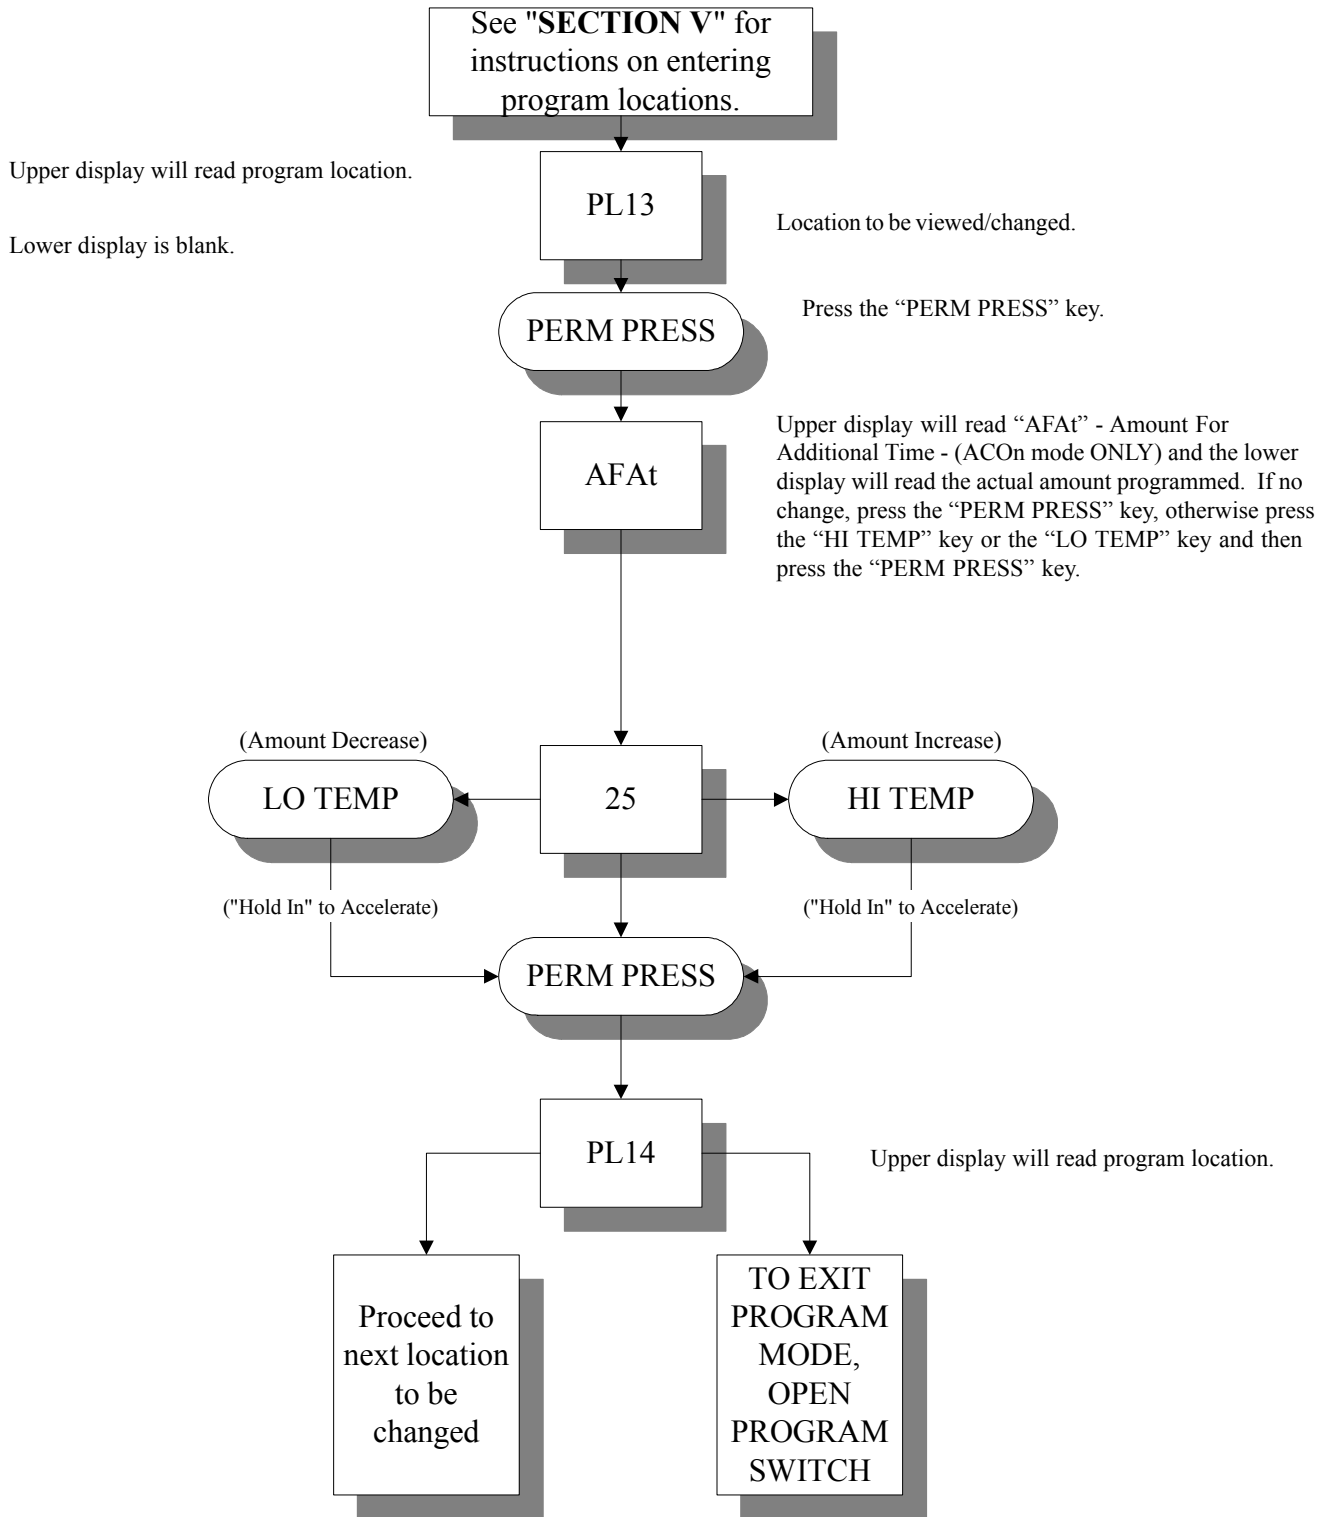 See "SECTION V" for
instructions on entering
program locations.
Upper display will read program location.
Lower display is blank.
PL13
Location to be viewed/changed.
PERM PRESS
Press the “PERM PRESS” key.
AFAt
Upper display will read “AFAt” - Amount For
Additional Time - (ACOn mode ONLY) and the lower
display will read the actual amount programmed. If no
change, press the “PERM PRESS” key, otherwise press
the “HI TEMP” key or the “LO TEMP” key and then
press the “PERM PRESS” key.
(Amount Decrease)
LO TEMP
25
(Amount Increase)
HI TEMP
("Hold In" to Accelerate)
("Hold In" to Accelerate)
PERM PRESS
PL14
Upper display will read program location.
Proceed to
next location
to be
changed
TO EXIT
PROGRAM
MODE,
OPEN
PROGRAM
SWITCH